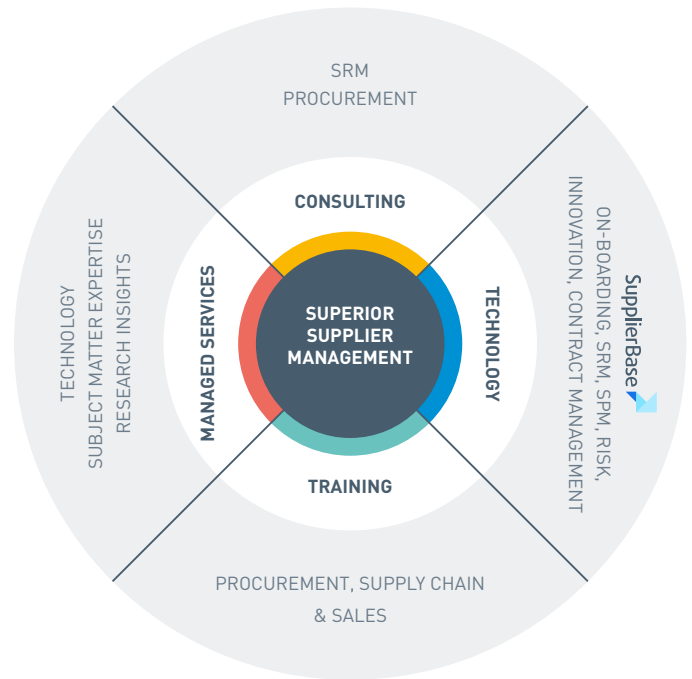 SRM
PROCUREMENT
CONSULTING
SUPERIOR
SUPPLIER
MANAGEMENT
MANAGED SERVICES
TECHNOLOGY
SUBJECT MATTER EXPERTISE
RESEARCH INSIGHTS
TECHNOLOGY
SupplierBase
ON-BOARDING, SRM, SPM, RISK,
INNOVATION, CONTRACT MANAGEMENT
TRAINING
PROCUREMENT, SUPPLY CHAIN
& SALES